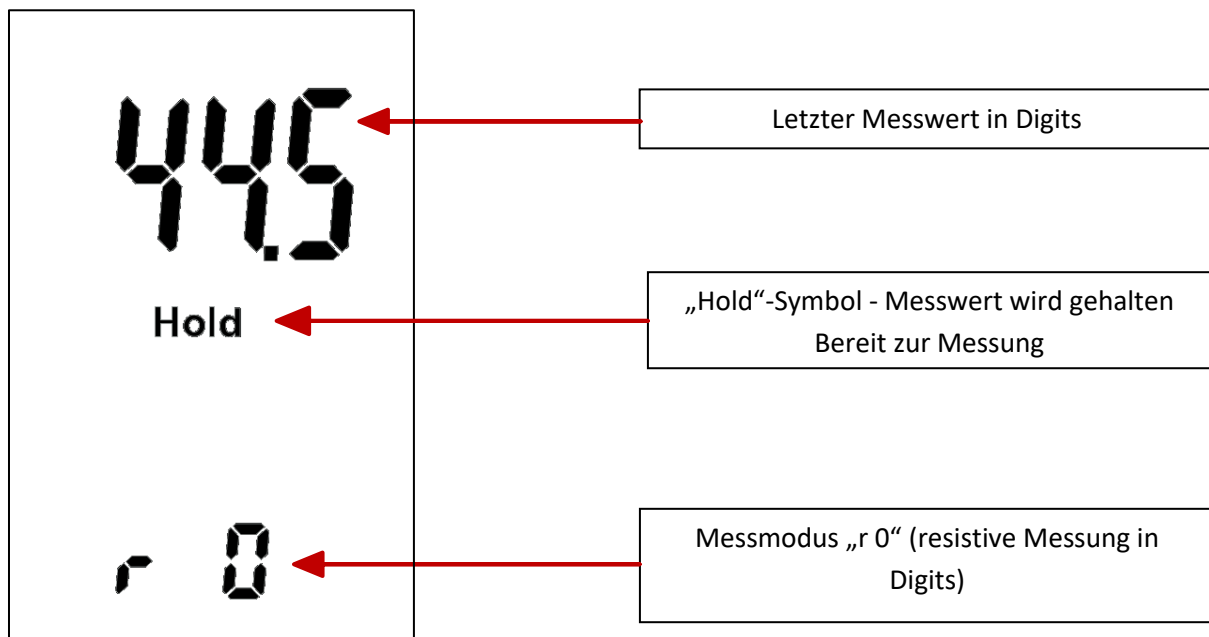 44.5
Letzter Messwert in Digits
Hold
„Hold“-Symbol - Messwert wird gehalten
Bereit zur Messung
r 0
Messmodus „r 0“ (resistive Messung in
Digits)